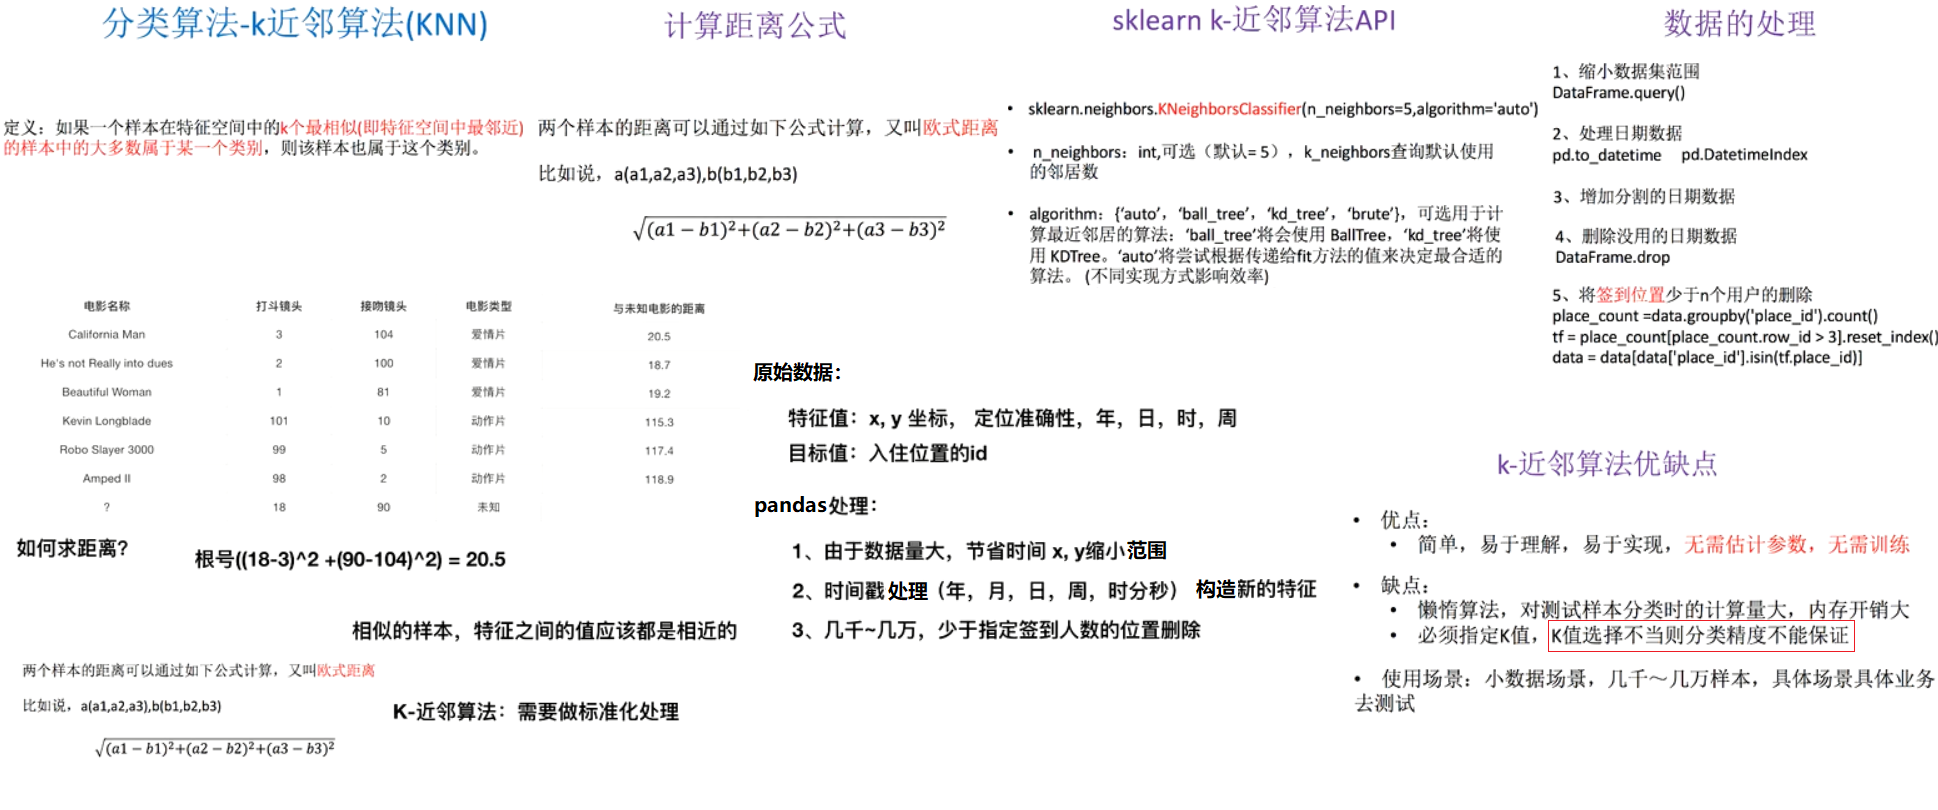 分类算法-k近邻算法(KNN)
定义：如果一个样本在特征空间中的k个最相似(即特征空间中最邻近)
的样本中的大多数属于某一个类别，则该样本也属于这个类别。
计算距离公式
两个样本的距离可以通过如下公式计算，又叫欧式距离
比如说，a(a1,a2,a3),b(b1,b2,b3)
√(a1 − b1)²+(a2 − b2)²+(a3 − b3)²
电影名称 打斗镜头 接吻镜头 电影类型 与未知电影的距离
California Man 3 104 爱情片 20.5
He's not Really into dues 2 100 爱情片 18.7
Beautiful Woman 1 81 爱情片 19.2
Kevin Longblade 101 10 动作片 115.3
Robo Slayer 3000 99 5 动作片 117.4
Amped II 98 2 动作片 118.9
? 18 90 未知
如何求距离?
根号((18-3)^2 +(90-104)^2) = 20.5
相似的样本，特征之间的值应该都是相近的
两个样本的距离可以通过如下公式计算，又叫欧式距离
比如说，a(a1,a2,a3),b(b1,b2,b3)
√(a1 − b1)²+(a2 − b2)²+(a3 − b3)²
K-近邻算法：需要做标准化处理
sklearn k-近邻算法API
• sklearn.neighbors.KNeighborsClassifier(n_neighbors=5,algorithm='auto')
• n_neighbors：int,可选（默认= 5），k_neighbors查询默认使用
的邻居数
• algorithm：{‘auto’，‘ball_tree’，‘kd_tree’，‘brute’}，可选用于计
算最近邻居的算法：‘ball_tree’将会使用 BallTree，‘kd_tree’将使
用 KDTree。‘auto’将尝试根据传递给fit方法的值来决定最合适的
算法。 (不同实现方式影响效率)
原始数据：
特征值：x, y 坐标， 定位准确性，年，日，时，周
目标值：入住位置的id
pandas处理：
1、由于数据量大，节省时间 x, y缩小范围
2、时间戳处理（年，月，日，周，时分秒） 构造新的特征
3、几千~几万，少于指定签到人数的位置删除
数据的处理
1、缩小数据集范围
DataFrame.query()
2、处理日期数据
pd.to_datetime pd.DatetimeIndex
3、增加分割的日期数据
4、删除没用的日期数据
DataFrame.drop
5、将签到位置少于n个用户的删除
place_count =data.groupby('place_id').count()
tf = place_count[place_count.row_id > 3].reset_index()
data = data[data['place_id'].isin(tf.place_id)]
k-近邻算法优缺点
• 优点：
• 简单，易于理解，易于实现，无需估计参数，无需训练
• 缺点：
• 懒惰算法，对测试样本分类时的计算量大，内存开销大
• 必须指定K值，K值选择不当则分类精度不能保证
• 使用场景：小数据场景，几千～几万样本，具体场景具体业务
去测试